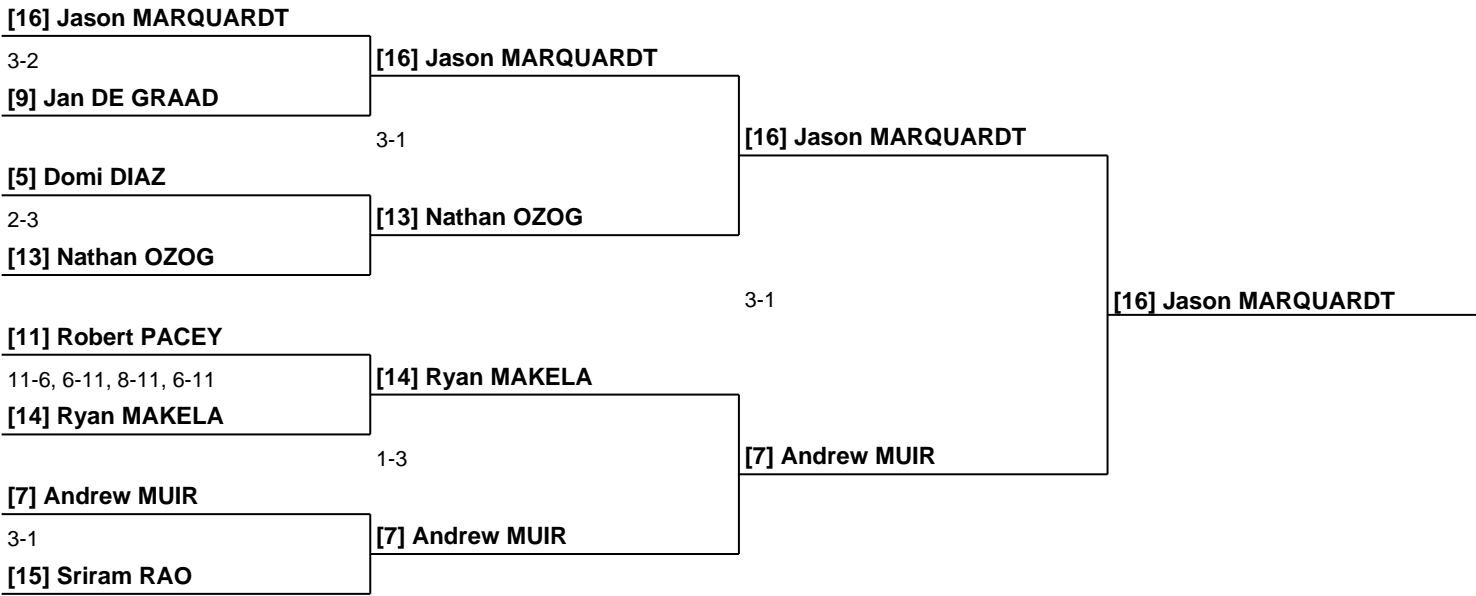 [16] Jason MARQUARDT
3-2
[9] Jan DE GRAAD
[5] Domi DIAZ
2-3
[13] Nathan OZOG
[11] Robert PACEY
11-6, 6-11, 8-11, 6-11
[14] Ryan MAKELA
[7] Andrew MUIR
3-1
[15] Sriram RAO
[16] Jason MARQUARDT
3-1
[13] Nathan OZOG
[14] Ryan MAKELA
1-3
[7] Andrew MUIR
[16] Jason MARQUARDT
3-1
[7] Andrew MUIR
[16] Jason MARQUARDT